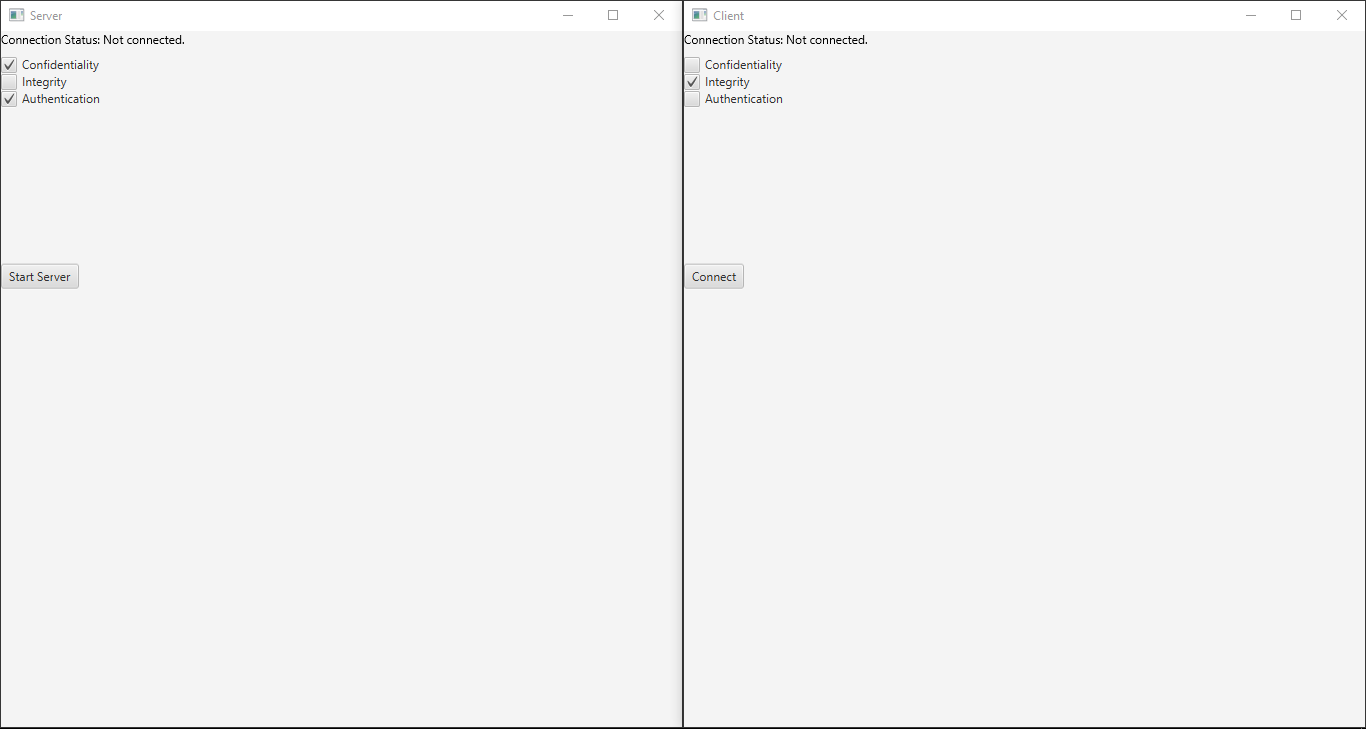 Server
Connection Status: Not connected.
Confidentiality
Integrity
Authentication
Start Server
Client
Connection Status: Not connected.
Confidentiality
Integrity
Authentication
Connect